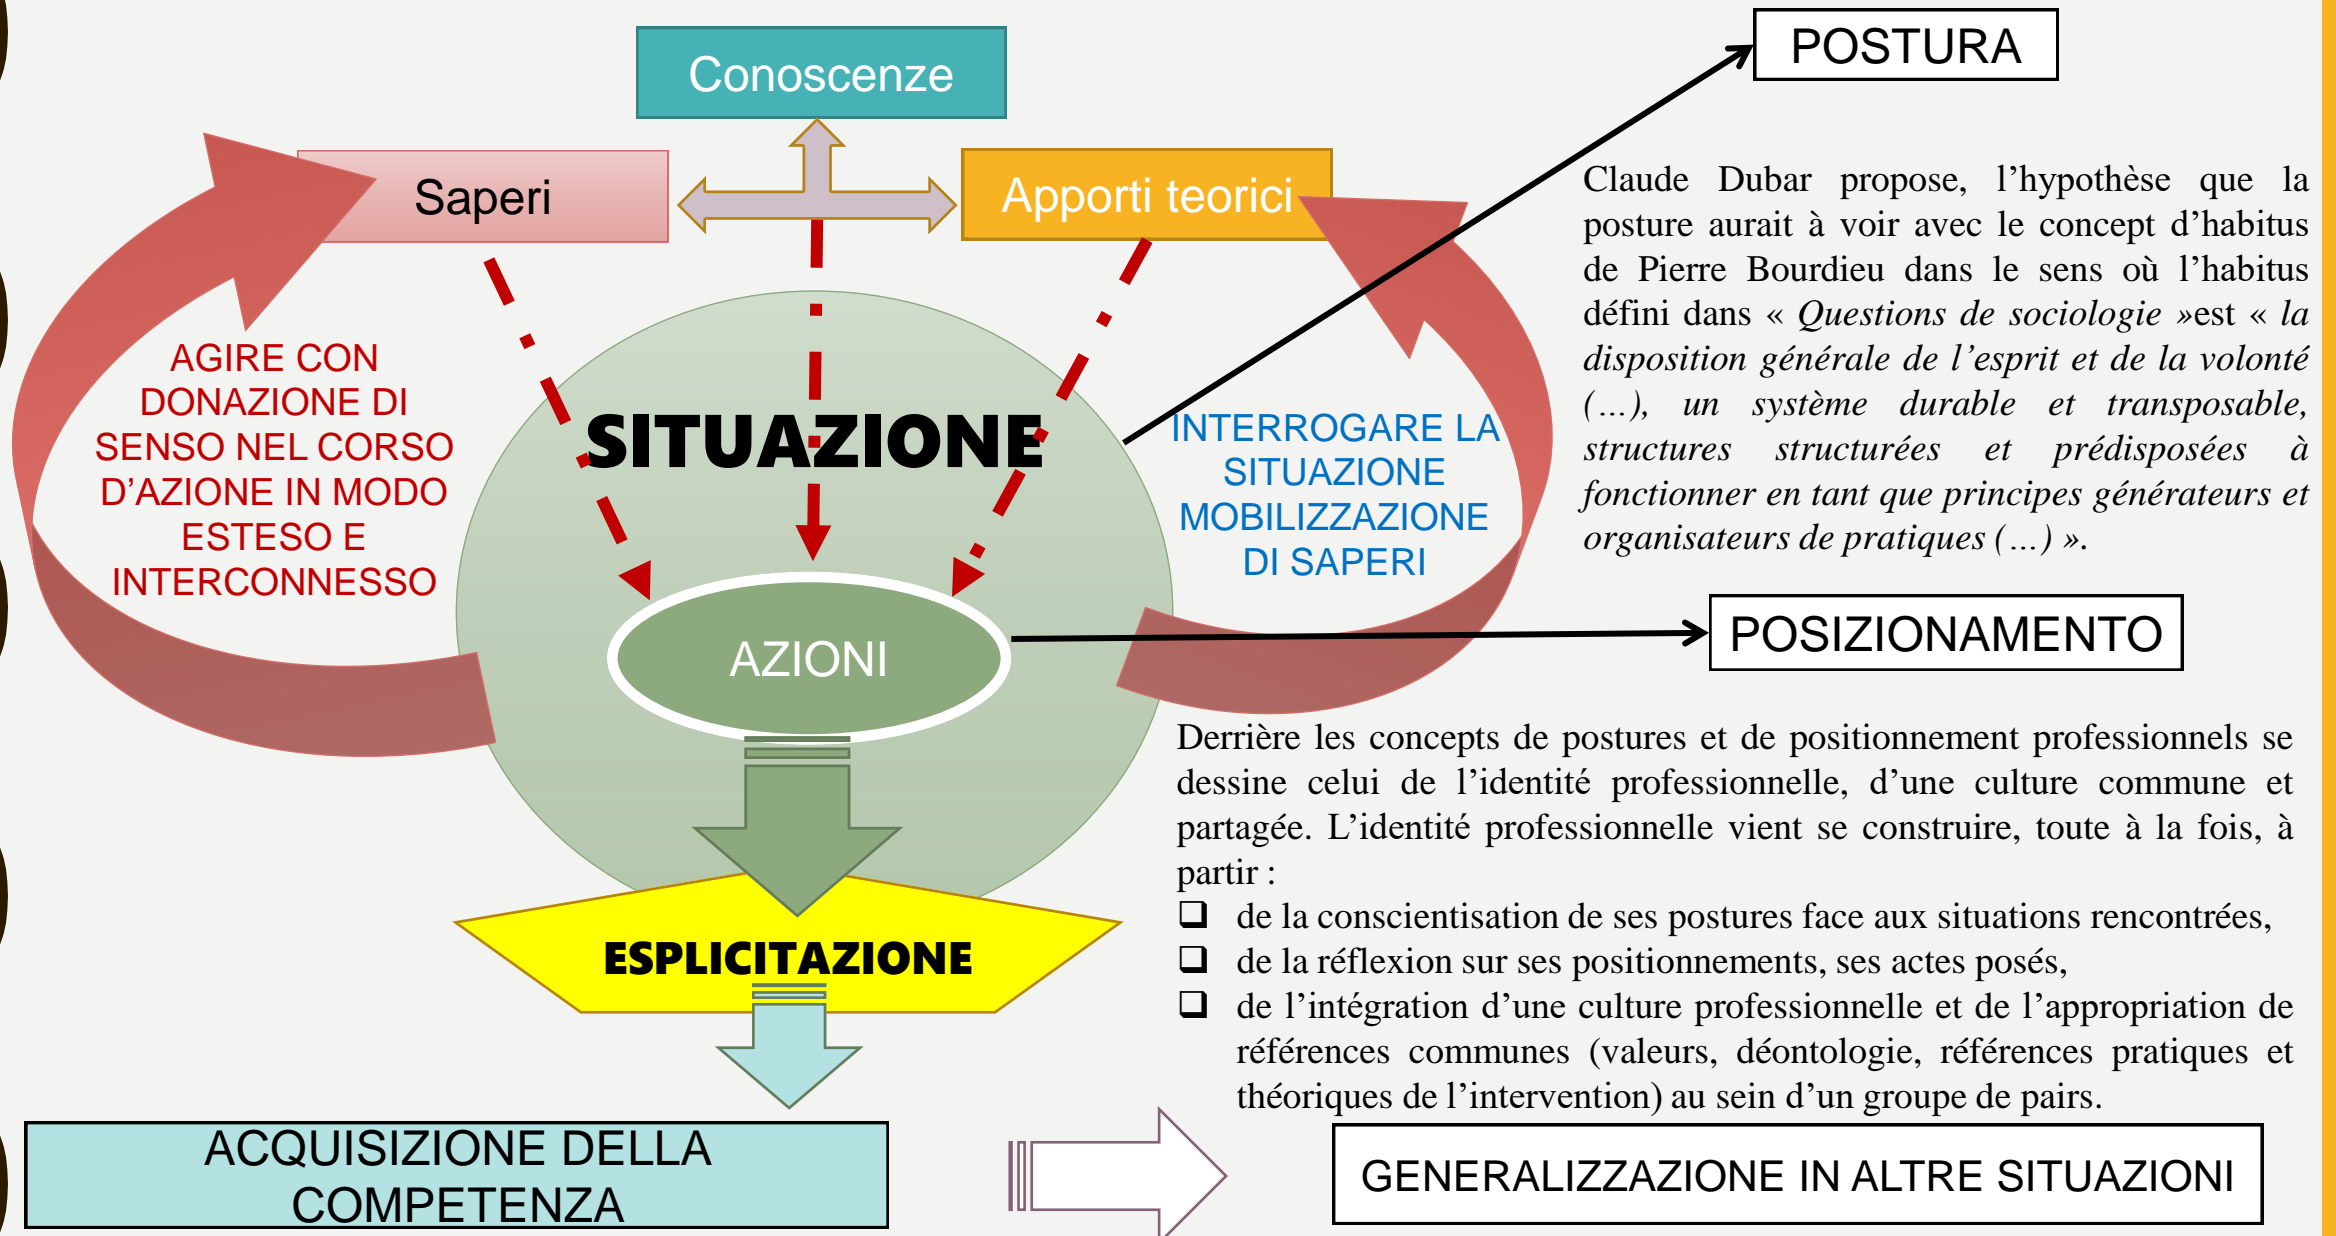 Conoscenze
POSTURA
Saperi
Apporti teorici
Claude Dubar propose, l’hypothèse que la
posture aurait à voir avec le concept d’habitus
de Pierre Bourdieu dans le sens où l’habitus
défini dans « Questions de sociologie »est « la
disposition générale de l’esprit et de la volonté
(…), un système durable et transposable,
structures structurées et prédisposées à
fonctionner en tant que principes générateurs et
organisateurs de pratiques (…) ».
AGIRE CON
DONAZIONE DI
SENSO NEL CORSO
D’AZIONE IN MODO
ESTESO E
INTERCONNESSO
SITUAZIONE
INTERROGARE LA
SITUAZIONE
MOBILIZZAZIONE
DI SAPERI
AZIONI
POSIZIONAMENTO
Derrière les concepts de postures et de positionnement professionnels se
dessine celui de l’identité professionnelle, d’une culture commune et
partagée. L’identité professionnelle vient se construire, toute à la fois, à
partir :
❑ de la conscientisation de ses postures face aux situations rencontrées,
❑ de la réflexion sur ses positionnements, ses actes posés,
❑ de l’intégration d’une culture professionnelle et de l’appropriation de
références communes (valeurs, déontologie, références pratiques et
théoriques de l’intervention) au sein d’un groupe de pairs.
ESPLICITAZIONE
ACQUISIZIONE DELLA
COMPETENZA
GENERALIZZAZIONE IN ALTRE SITUAZIONI